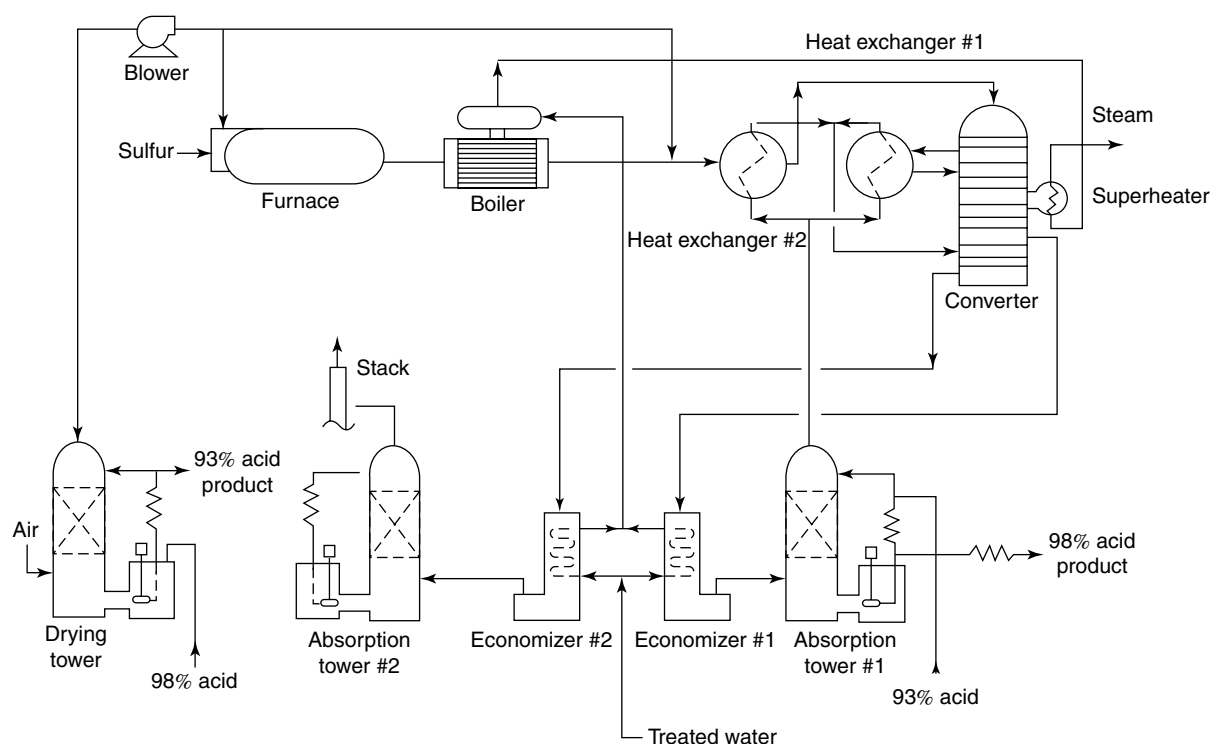 Heat exchanger #1
Blower
Steam
Sulfur
Furnace
Boiler
Superheater
Heat exchanger #2
Converter
Stack
93% acid
product
Air
98% acid
product
Drying
tower
Absorption
tower #2
Economizer #2
Economizer #1
Absorption
tower #1
98% acid
93% acid
Treated water